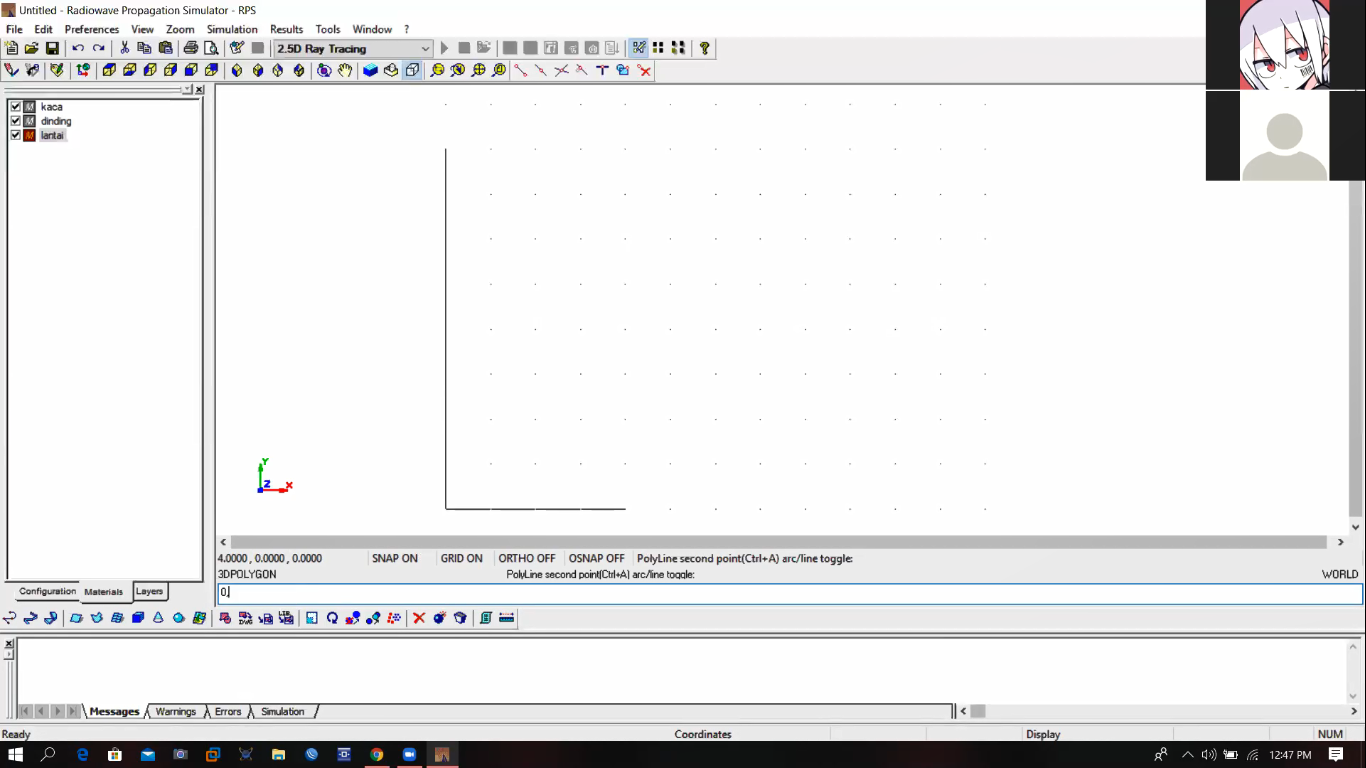 Untitled - Radiowave Propagation Simulator - RPS
File Edit Preferences View Zoom Simulation Results Tools Window ?
2.5D Ray Tracing
kaca
dinding
lantai
Y
Z X
4.0000 , 0.0000 , 0.0000 SNAP ON GRID ON ORTHO OFF OSNAP OFF PolyLine second point(Ctrl+A) arc/line toggle:
3DPOLYGON PolyLine second point(Ctrl+A) arc/line toggle: WORLD
0,
Configuration Materials Layers
Messages Warnings Errors Simulation
Ready Coordinates Display NUM
12:47 PM